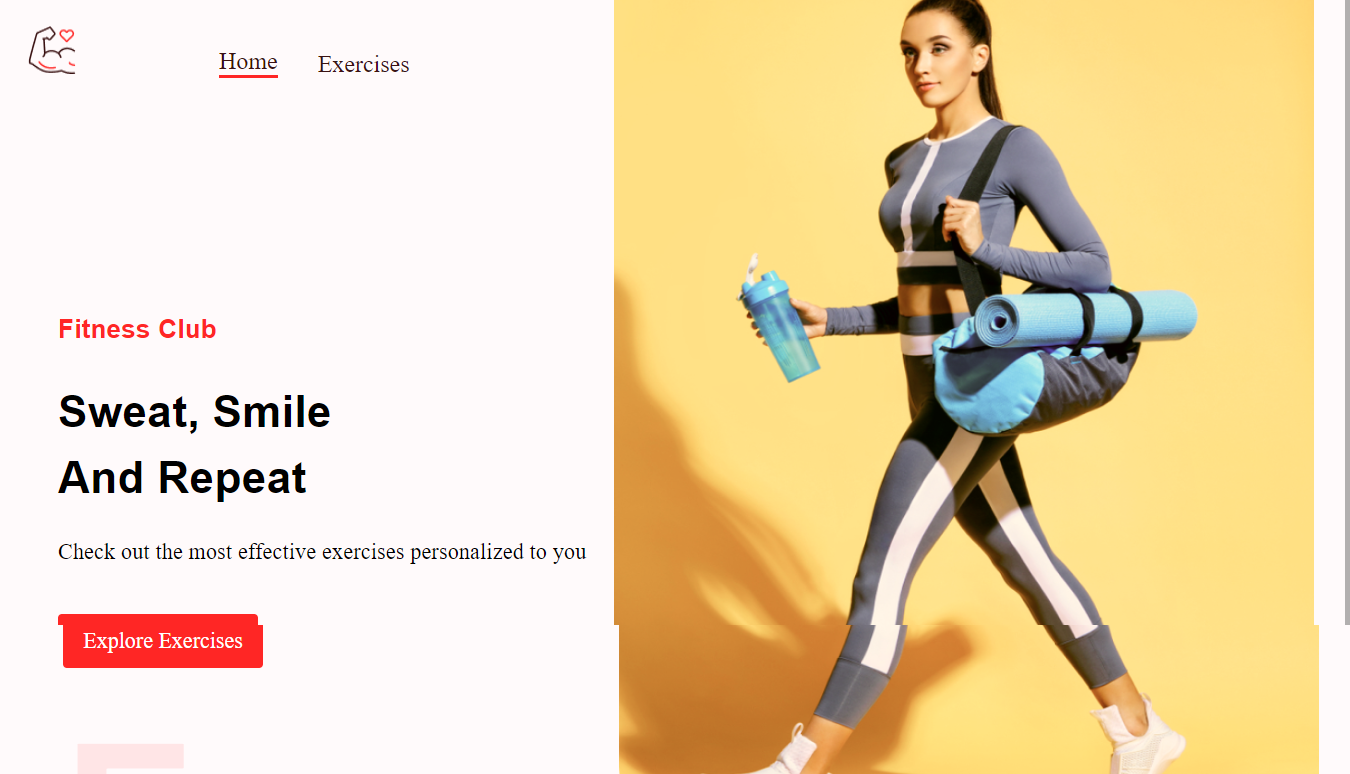 Home
Exercises
Fitness Club
Sweat, Smile
And Repeat
Check out the most effective exercises personalized to you
Explore Exercises